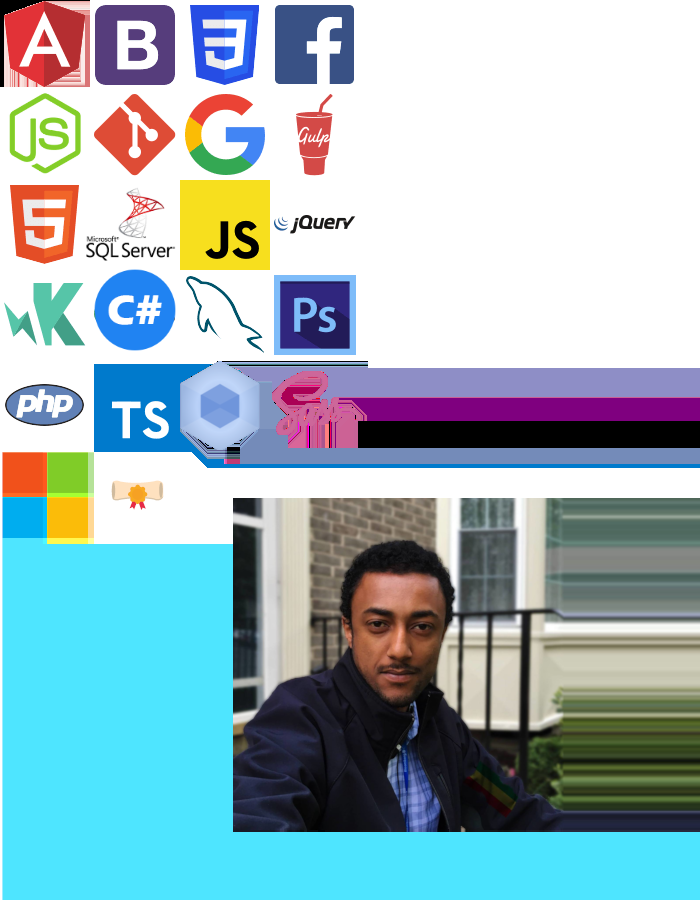 A
B
3
f
JS
G
Gulp
5
Microsoft®
SQL Server®
JS
jQuery
K
C#
Ps
php
TS
Sass